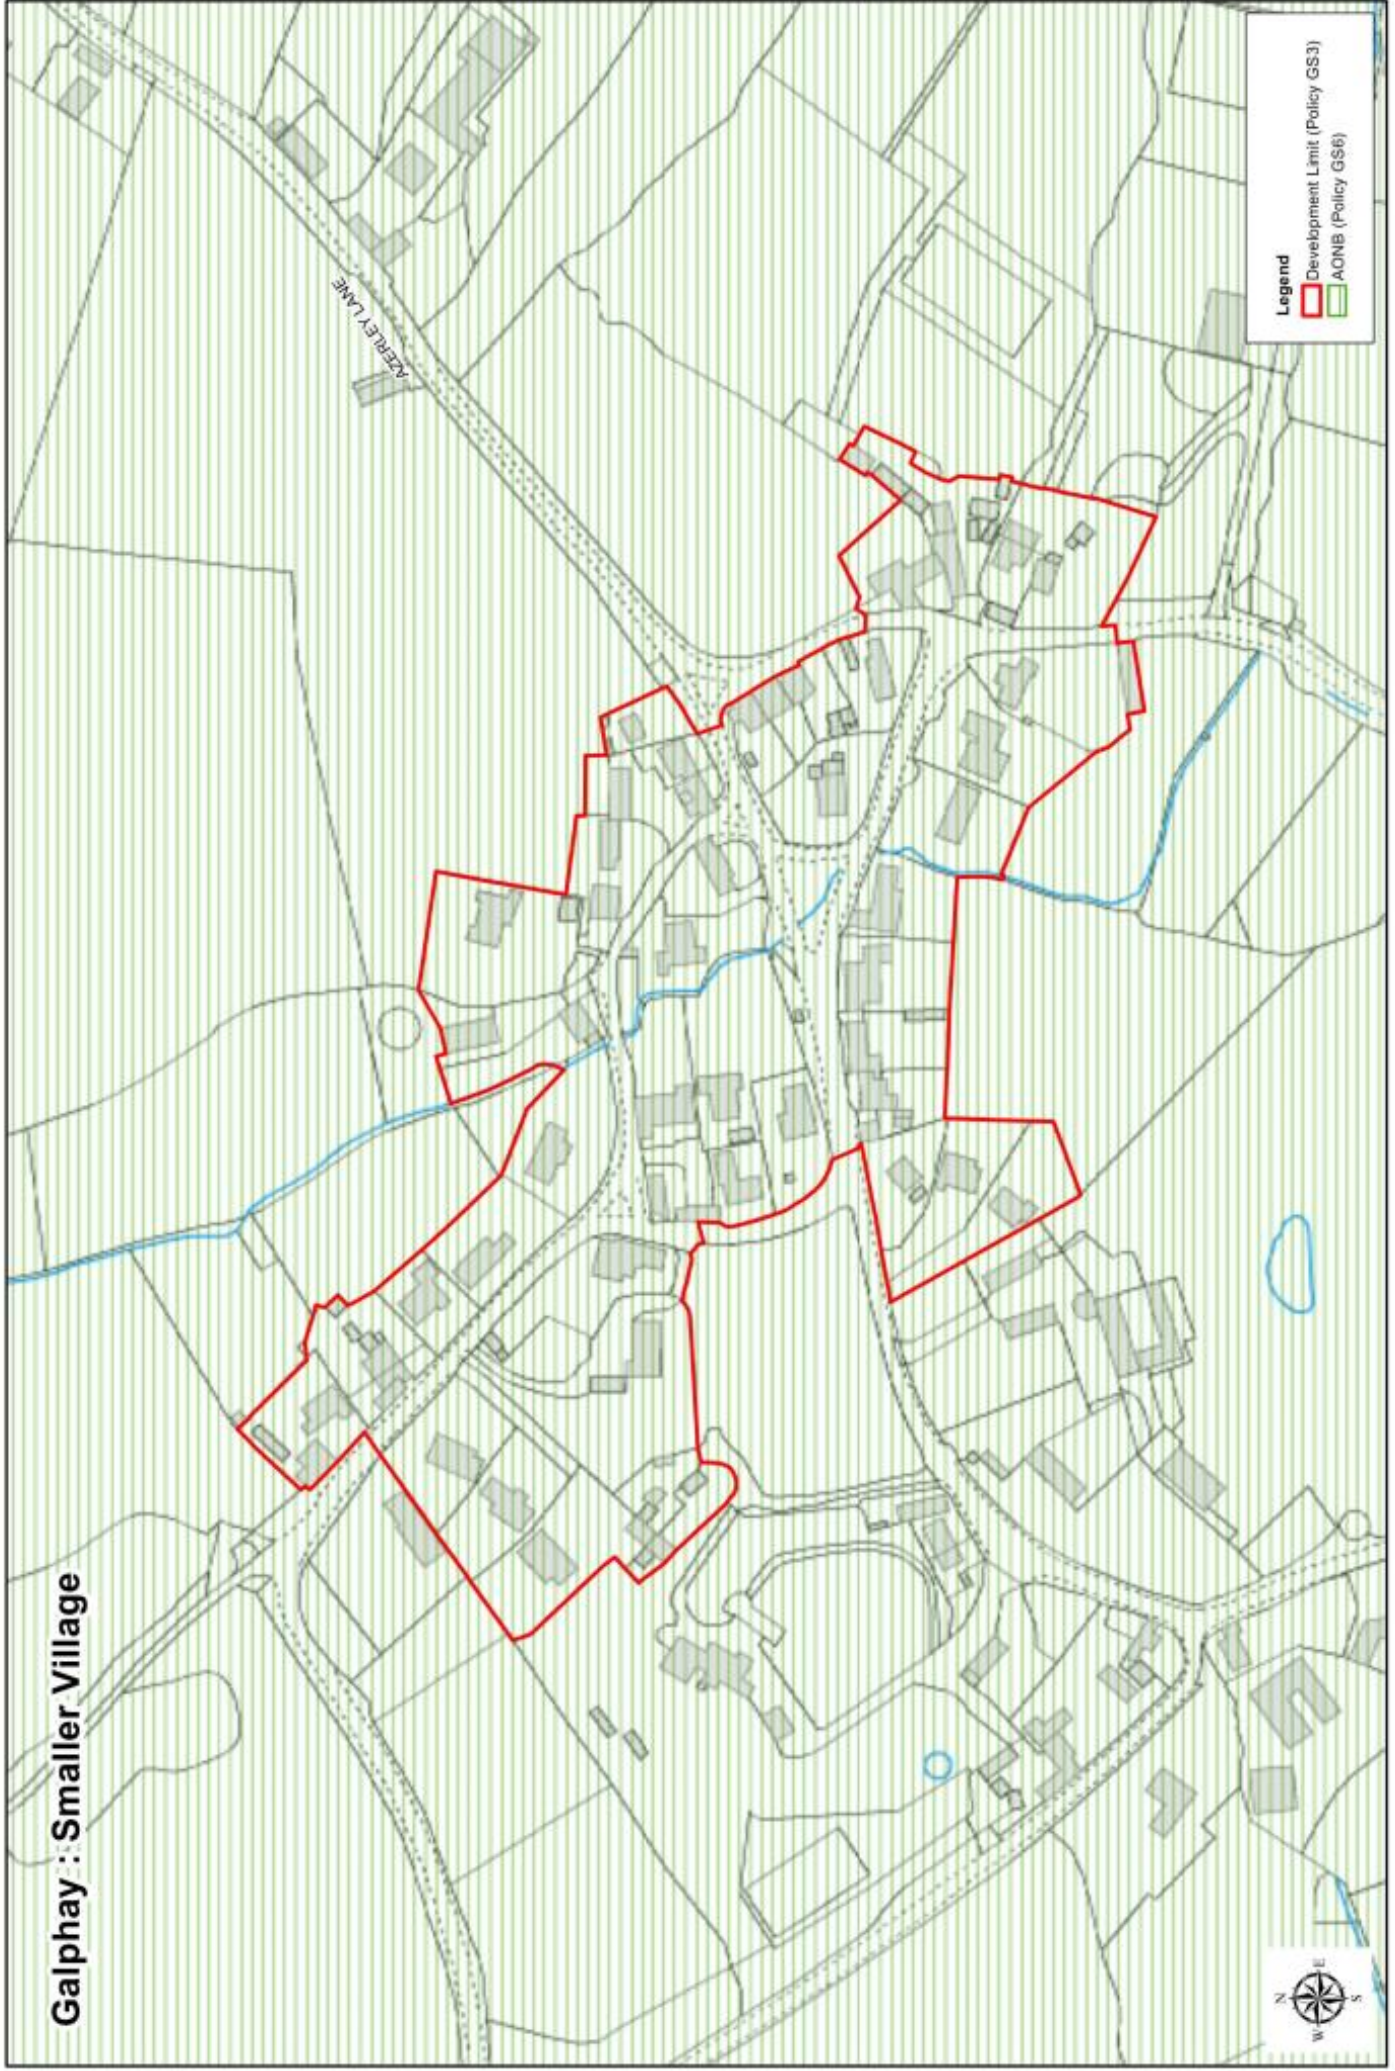 Galphay : Smaller Village
AZERLEY LANE
Legend
Development Limit (Policy GS3)
AONB (Policy GS6)
N
W
E
S